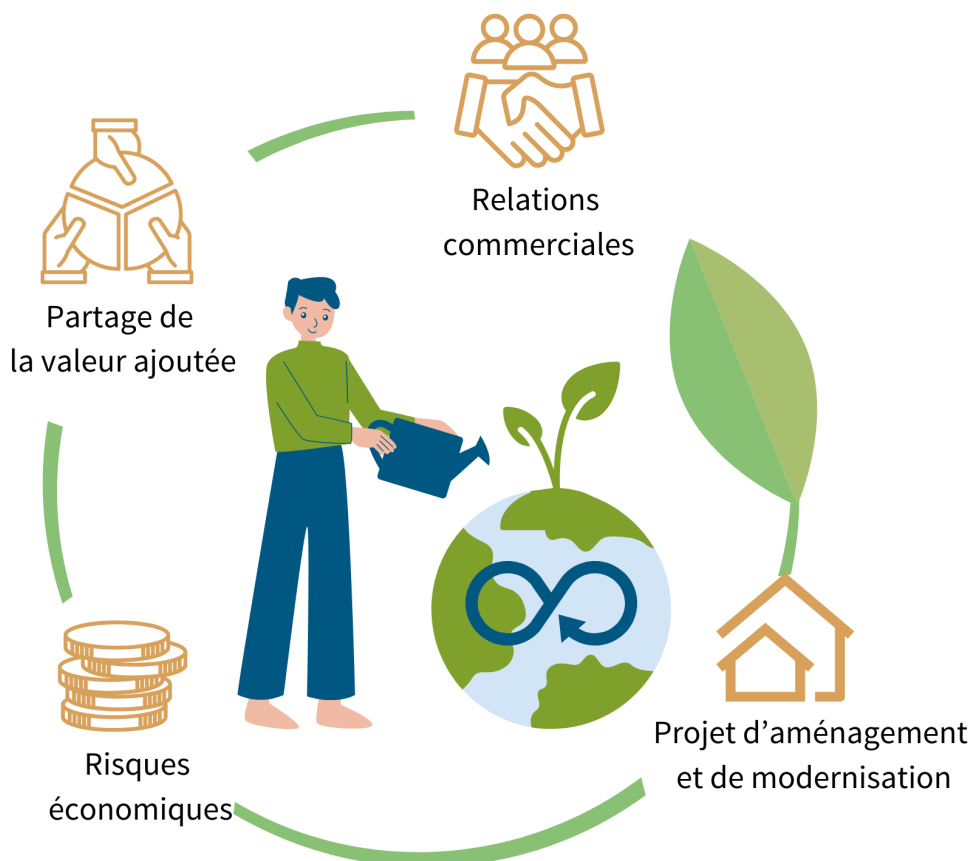 Relations
commerciales
Partage de
la valeur ajoutée
Risques
économiques
Projet d’aménagement
et de modernisation